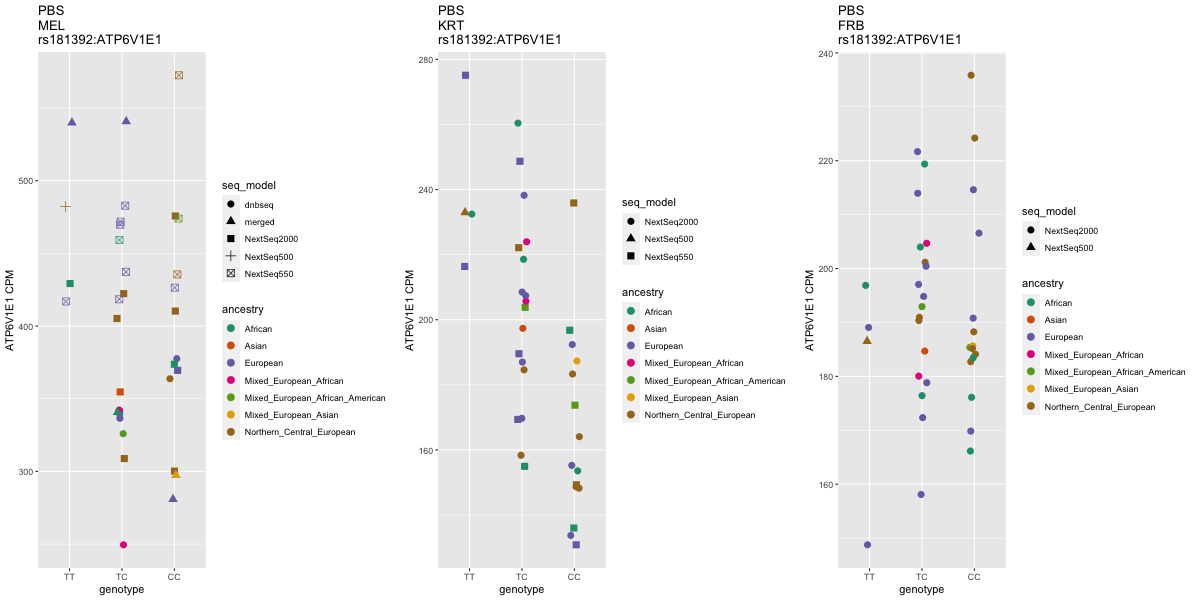 PBS
MEL
rs181392:ATP6V1E1
ATP6V1E1 CPM
500
400
300
TT
TC
CC
genotype
seq_model
dnbseq
merged
NextSeq2000
NextSeq500
NextSeq550
ancestry
African
Asian
European
Mixed_European_African
Mixed_European_African_American
Mixed_European_Asian
Northern_Central_European
PBS
KRT
rs181392:ATP6V1E1
ATP6V1E1 CPM
280
240
200
160
TT
TC
CC
genotype
seq_model
NextSeq2000
NextSeq500
NextSeq550
ancestry
African
Asian
European
Mixed_European_African
Mixed_European_African_American
Mixed_European_Asian
Northern_Central_European
PBS
FRB
rs181392:ATP6V1E1
ATP6V1E1 CPM
240
220
200
180
160
TT
TC
CC
genotype
seq_model
NextSeq2000
NextSeq500
ancestry
African
Asian
European
Mixed_European_African
Mixed_European_African_American
Mixed_European_Asian
Northern_Central_European